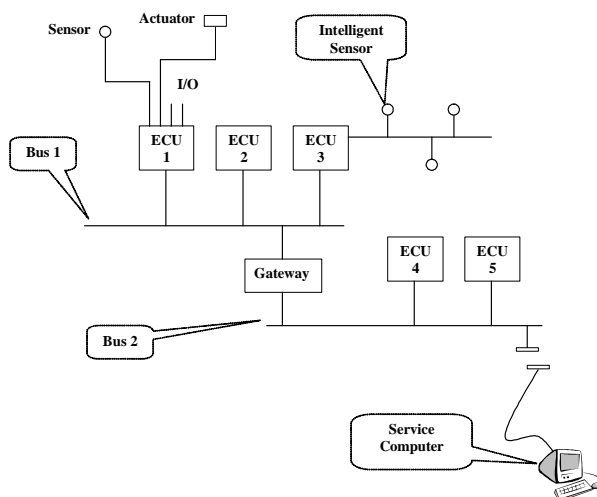 Sensor
Actuator
I/O
Intelligent
Sensor
ECU
1
ECU
2
ECU
3
Bus 1
Gateway
ECU
4
ECU
5
Bus 2
Service
Computer